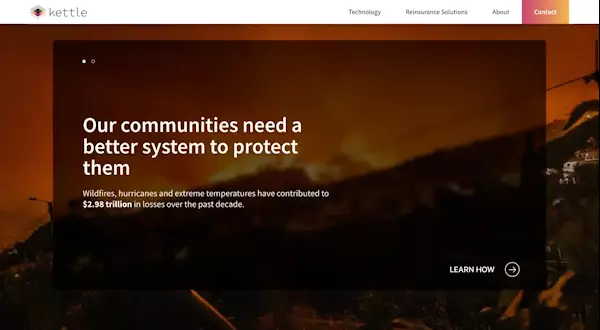 kettle
Technology
Reinsurance Solutions
About
Contact
Our communities need a
better system to protect
them
Wildfires, hurricanes and extreme temperatures have contributed to
$2.98 trillion in losses over the past decade.
LEARN HOW